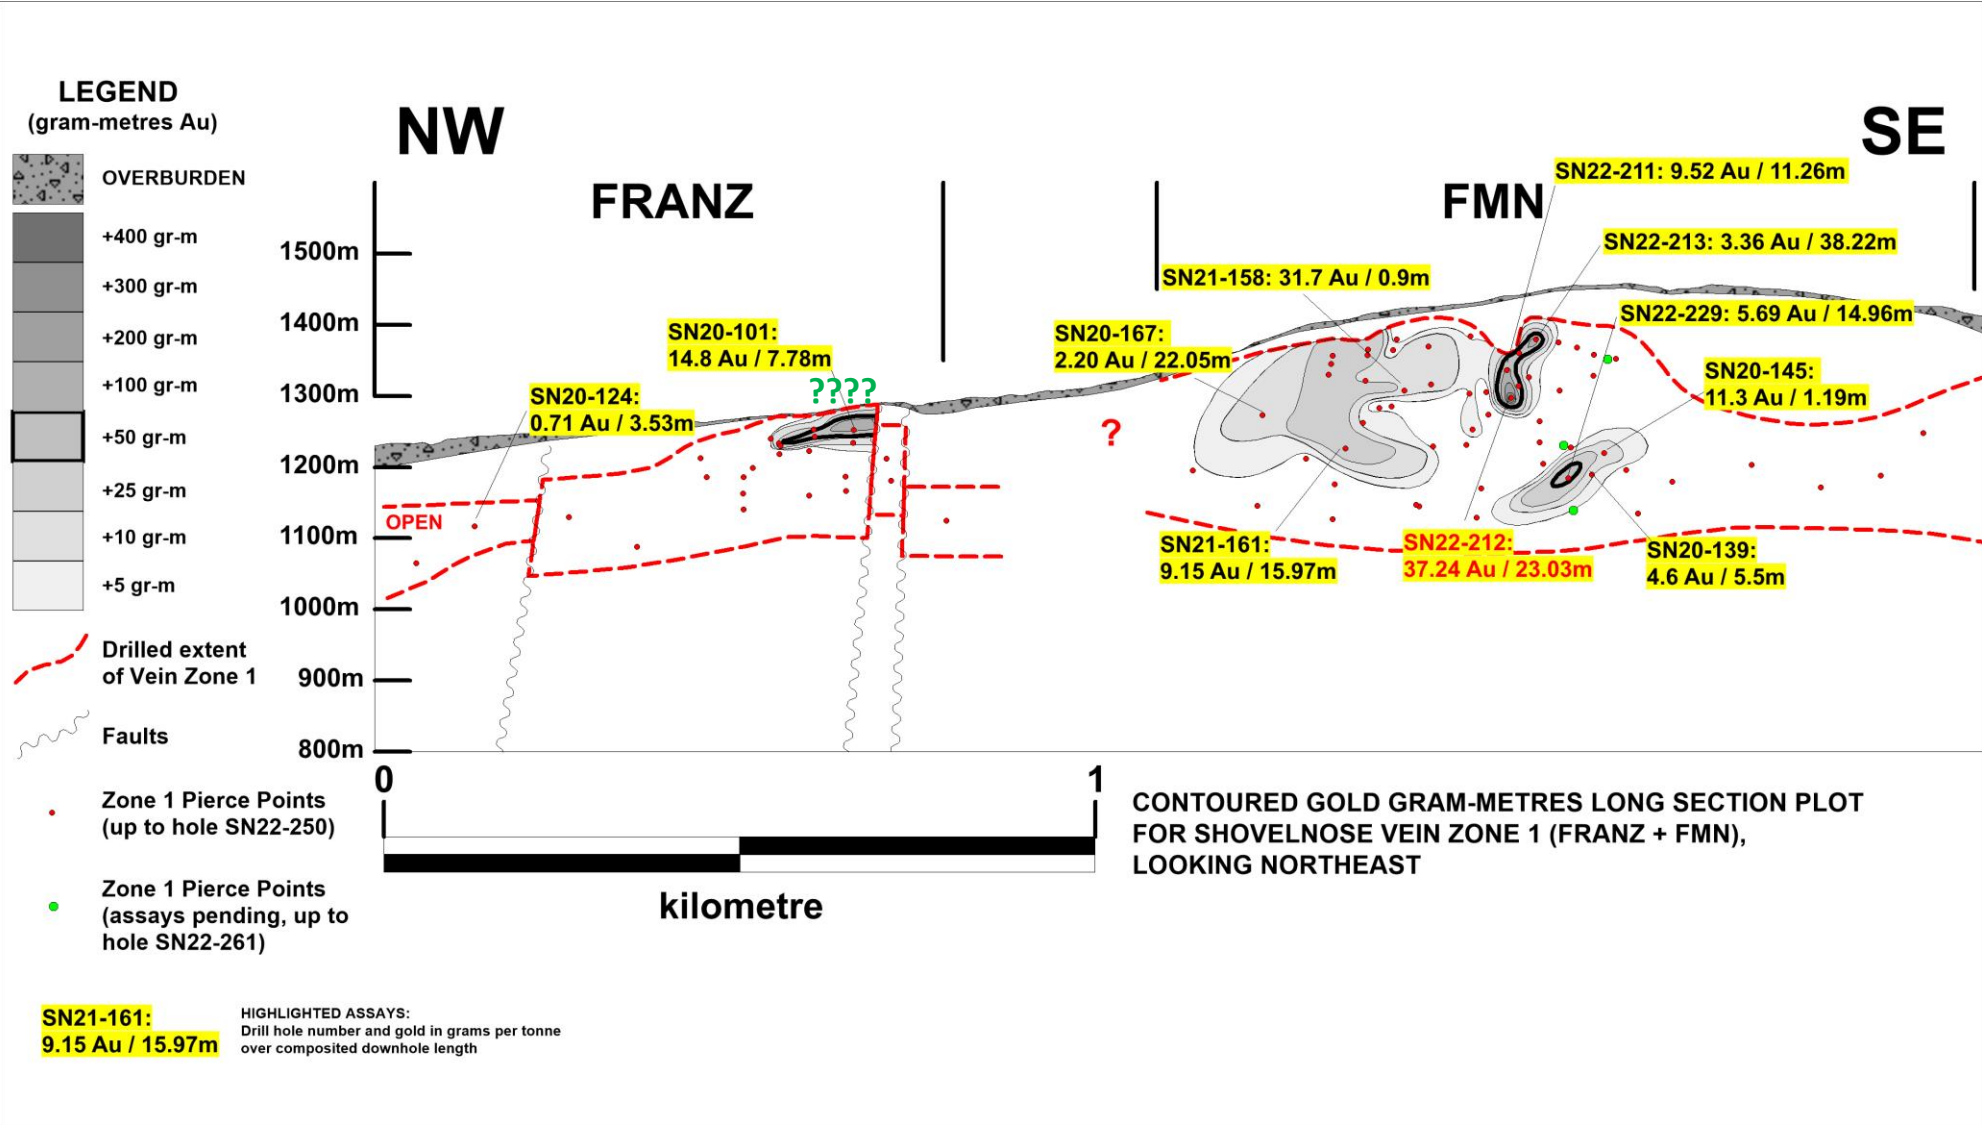 LEGEND
(gram-metres Au)
OVERBURDEN
+400 gr-m
+300 gr-m
+200 gr-m
+100 gr-m
+50 gr-m
+25 gr-m
+10 gr-m
+5 gr-m
Drilled extent
of Vein Zone 1
Faults
Zone 1 Pierce Points
(up to hole SN22-250)
Zone 1 Pierce Points
(assays pending, up to
hole SN22-261)
SN21-161:
9.15 Au / 15.97m
HIGHLIGHTED ASSAYS:
Drill hole number and gold in grams per tonne
over composited downhole length
NW
SE
FRANZ
FMN
1500m
1400m
1300m
1200m
1100m
1000m
900m
800m
SN20-124:
0.71 Au / 3.53m
SN20-101:
14.8 Au / 7.78m
????
OPEN
?
SN20-167:
2.20 Au / 22.05m
SN21-158: 31.7 Au / 0.9m
SN22-211: 9.52 Au / 11.26m
SN22-213: 3.36 Au / 38.22m
SN22-229: 5.69 Au / 14.96m
SN20-145:
11.3 Au / 1.19m
SN21-161:
9.15 Au / 15.97m
SN22-212:
37.24 Au / 23.03m
SN20-139:
4.6 Au / 5.5m
0
1
kilometre
CONTOURED GOLD GRAM-METRES LONG SECTION PLOT
FOR SHOVELNOSE VEIN ZONE 1 (FRANZ + FMN),
LOOKING NORTHEAST